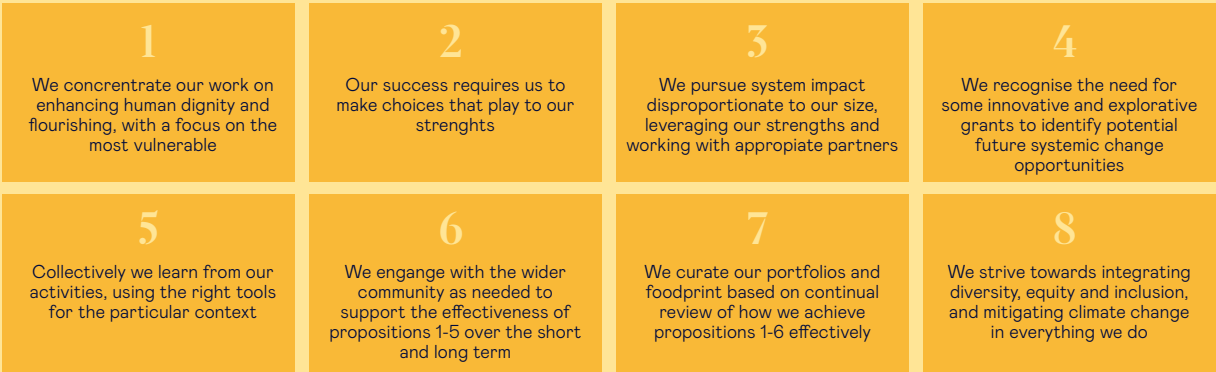 1
We concrentrate our work on
enhancing human dignity and
flourishing, with a focus on the
most vulnerable
2
Our success requires us to
make choices that play to our
strenghts
3
We pursue system impact
disproportionate to our size,
leveraging our strengths and
working with appropiate partners
4
We recognise the need for
some innovative and explorative
grants to identify potential
future systemic change
opportunities
5
Collectively we learn from our
activities, using the right tools
for the particular context
6
We engange with the wider
community as needed to
support the effectiveness of
propositions 1-5 over the short
and long term
7
We curate our portfolios and
foodprint based on continual
review of how we achieve
propositions 1-6 effectively
8
We strive towards integrating
diversity, equity and inclusion,
and mitigating climate change
in everything we do